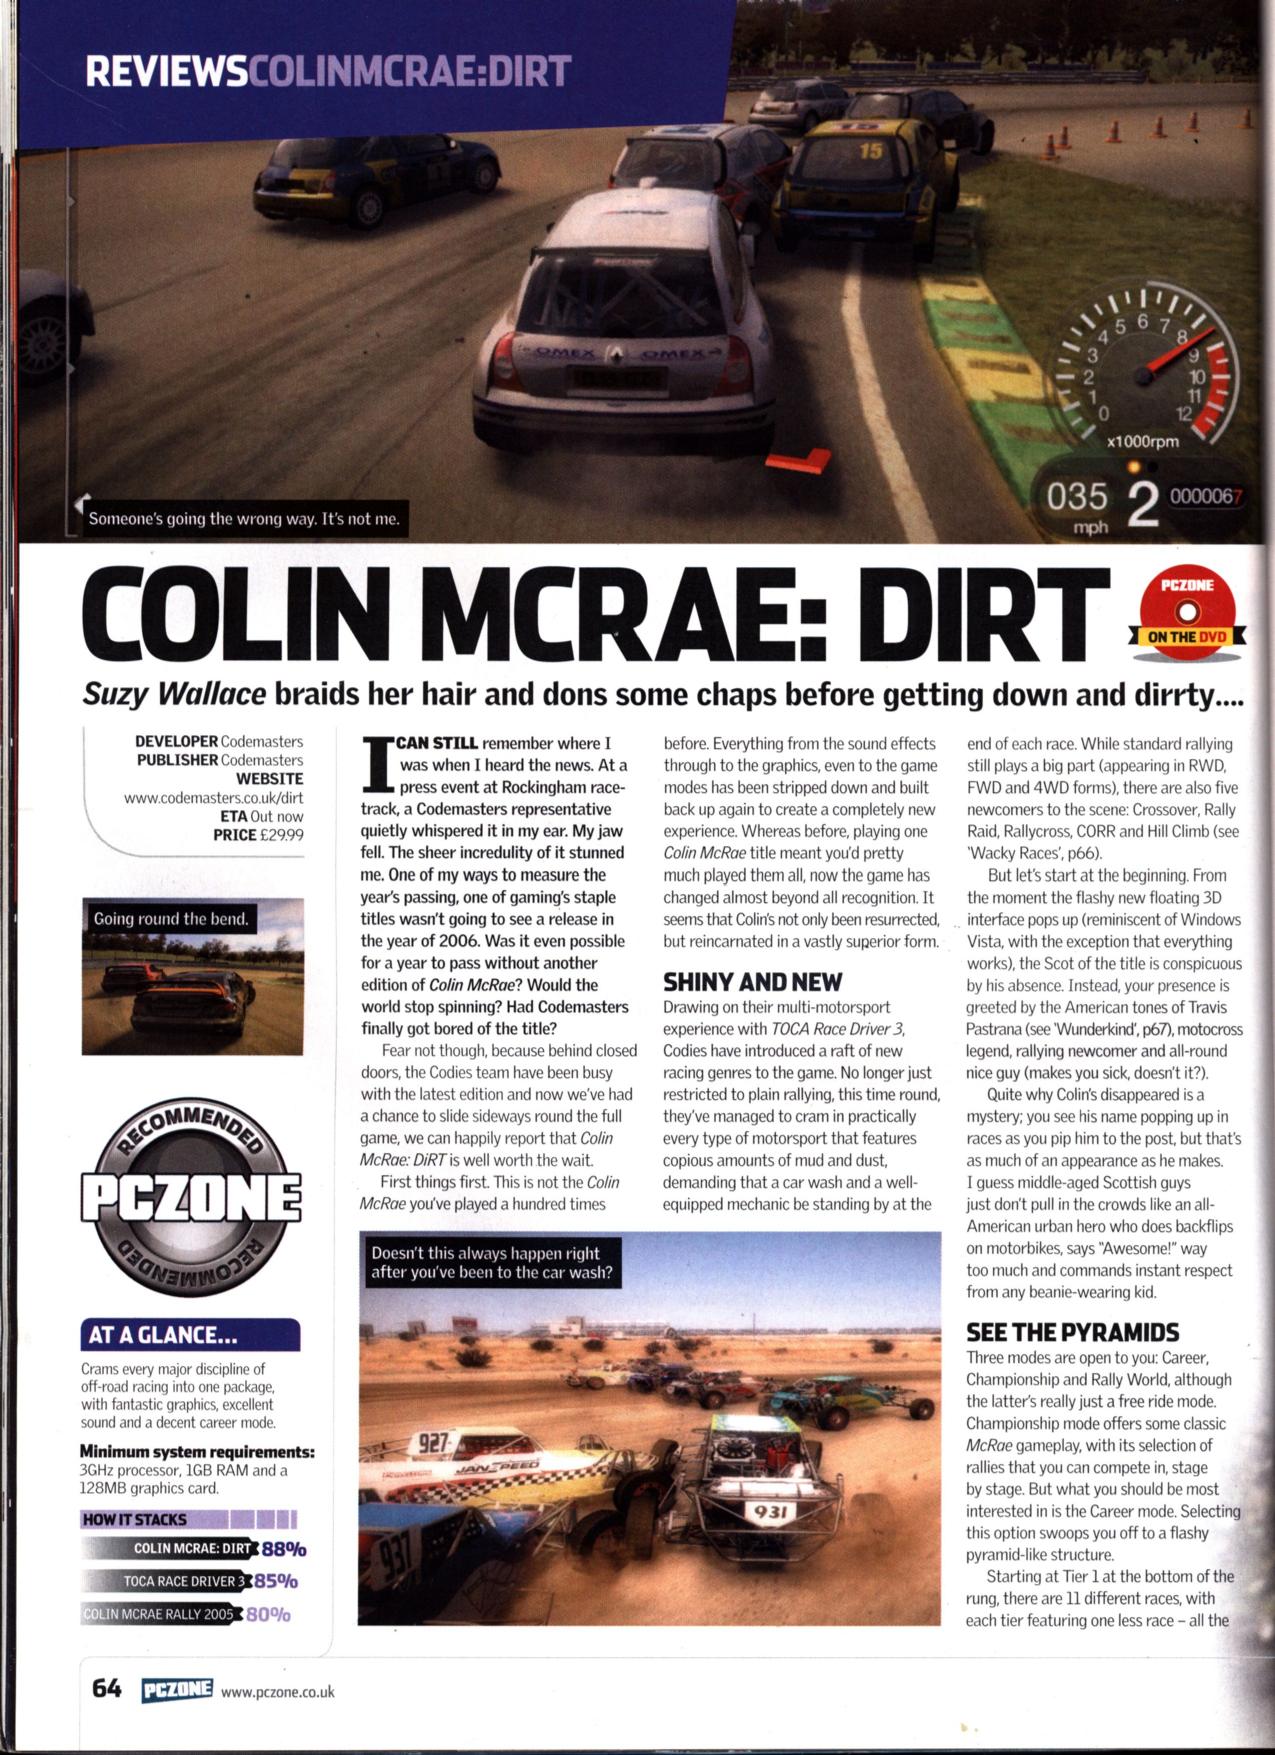 REVIEWSCOLINMCRAE:DIRT
15
OMEX OMEX
0
1
2
3
4
5
6
7
8
9
10
11
12
x1000rpm
035
mph
2
0000067
Someone's going the wrong way. It's not me.
COLIN MCRAE: DIRT
PCZONE
ON THE DVD
Suzy Wallace braids her hair and dons some chaps before getting down and dirrty....
DEVELOPER Codemasters
PUBLISHER Codemasters
WEBSITE
www.codemasters.co.uk/dirt
ETA Out now
PRICE £29.99
Going round the bend.
RECOMMENDED
PCZONE
RECOMMENDED
AT A GLANCE...
Crams every major discipline of
off-road racing into one package,
with fantastic graphics, excellent
sound and a decent career mode.
Minimum system requirements:
3GHz processor, 1GB RAM and a
128MB graphics card.
HOW IT STACKS
COLIN MCRAE: DIRT 88%
TOCA RACE DRIVER 3 85%
COLIN MCRAE RALLY 2005 80%
I CAN STILL remember where I
was when I heard the news. At a
press event at Rockingham race-
track, a Codemasters representative
quietly whispered it in my ear. My jaw
fell. The sheer incredulity of it stunned
me. One of my ways to measure the
year's passing, one of gaming's staple
titles wasn't going to see a release in
the year of 2006. Was it even possible
for a year to pass without another
edition of Colin McRae? Would the
world stop spinning? Had Codemasters
finally got bored of the title?
Fear not though, because behind closed
doors, the Codies team have been busy
with the latest edition and now we've had
a chance to slide sideways round the full
game, we can happily report that Colin
McRae: DiRT is well worth the wait.
First things first. This is not the Colin
McRae you've played a hundred times
before. Everything from the sound effects
through to the graphics, even to the game
modes has been stripped down and built
back up again to create a completely new
experience. Whereas before, playing one
Colin McRae title meant you'd pretty
much played them all, now the game has
changed almost beyond all recognition. It
seems that Colin's not only been resurrected,
but reincarnated in a vastly superior form.
SHINY AND NEW
Drawing on their multi-motorsport
experience with TOCA Race Driver 3,
Codies have introduced a raft of new
racing genres to the game. No longer just
restricted to plain rallying, this time round,
they've managed to cram in practically
every type of motorsport that features
copious amounts of mud and dust,
demanding that a car wash and a well-
equipped mechanic be standing by at the
Doesn't this always happen right
after you've been to the car wash?
927
JANSPEED
931
937
end of each race. While standard rallying
still plays a big part (appearing in RWD,
FWD and 4WD forms), there are also five
newcomers to the scene: Crossover, Rally
Raid, Rallycross, CORR and Hill Climb (see
'Wacky Races', p66).
But let's start at the beginning. From
the moment the flashy new floating 3D
interface pops up (reminiscent of Windows
Vista, with the exception that everything
works), the Scot of the title is conspicuous
by his absence. Instead, your presence is
greeted by the American tones of Travis
Pastrana (see 'Wunderkind', p67), motocross
legend, rallying newcomer and all-round
nice guy (makes you sick, doesn't it?).
Quite why Colin's disappeared is a
mystery; you see his name popping up in
races as you pip him to the post, but that's
as much of an appearance as he makes.
I guess middle-aged Scottish guys
just don't pull in the crowds like an all-
American urban hero who does backflips
on motorbikes, says "Awesome!" way
too much and commands instant respect
from any beanie-wearing kid.
SEE THE PYRAMIDS
Three modes are open to you: Career,
Championship and Rally World, although
the latter's really just a free ride mode.
Championship mode offers some classic
McRae gameplay, with its selection of
rallies that you can compete in, stage
by stage. But what you should be most
interested in is the Career mode. Selecting
this option swoops you off to a flashy
pyramid-like structure.
Starting at Tier 1 at the bottom of the
rung, there are 11 different races, with
each tier featuring one less race – all the
64
PCZONE www.pczone.co.uk